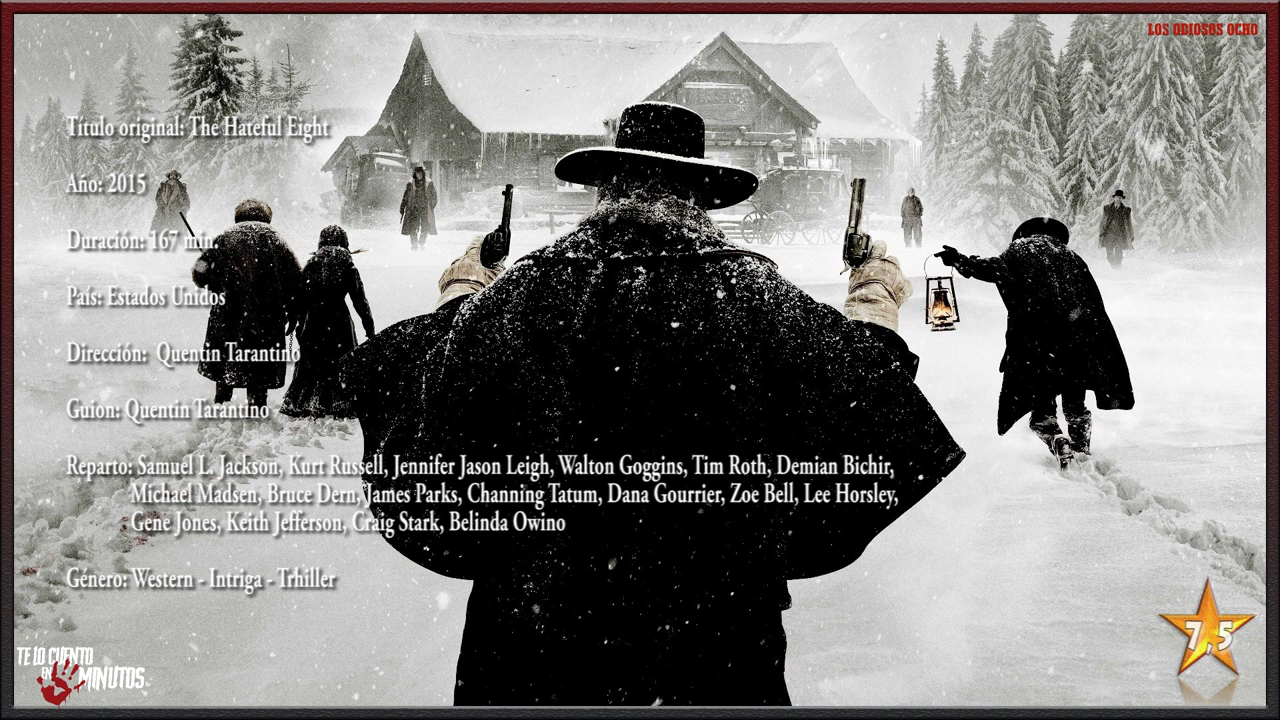 LOS ODIOSOS OCHO
Título original: The Hateful Eight
Año: 2015
Duración: 167 min.
País: Estados Unidos
Dirección: Quentin Tarantino
Guion: Quentin Tarantino
Reparto: Samuel L. Jackson, Kurt Russell, Jennifer Jason Leigh, Walton Goggins, Tim Roth, Demian Bichir,
Michael Madsen, Bruce Dern, James Parks, Channing Tatum, Dana Gourrier, Zoë Bell, Lee Horsley,
Gene Jones, Keith Jefferson, Craig Stark, Belinda Owino
Género: Western - Intriga - Trhiller
7,5
TE LO CUENTO
EN MINUTOS